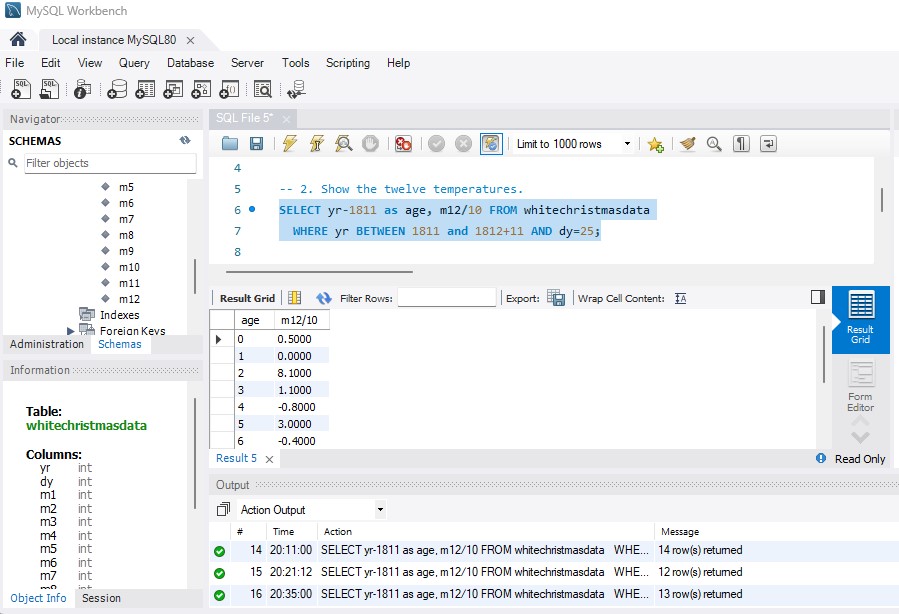 MySQL Workbench
Local instance MySQL80
File Edit View Query Database Server Tools Scripting Help
Navigator
SCHEMAS
Filter objects
m5
m6
m7
m8
m9
m10
m11
m12
Indexes
Foreign Keys
Administration Schemas
Information
Table:
whitechristmasdata
Columns:
yr int
dy int
m1 int
m2 int
m3 int
m4 int
m5 int
m6 int
m7 int
m8 int
Object Info Session
SQL File 5*
Limit to 1000 rows
4
5 -- 2. Show the twelve temperatures.
6 SELECT yr-1811 as age, m12/10 FROM whitechristmasdata
7 WHERE yr BETWEEN 1811 and 1812+11 AND dy=25;
8
Result Grid Filter Rows: Export: Wrap Cell Content:
age m12/10
0 0.5000
1 0.0000
2 8.1000
3 1.1000
4 -0.8000
5 3.0000
6 -0.4000
Result Grid
Form Editor
Result 5
Read Only
Output
Action Output
# Time Action Message
14 20:11:00 SELECT yr-1811 as age, m12/10 FROM whitechristmasdata WHE... 14 row(s) returned
15 20:21:12 SELECT yr-1811 as age, m12/10 FROM whitechristmasdata WHE... 12 row(s) returned
16 20:35:00 SELECT yr-1811 as age, m12/10 FROM whitechristmasdata WHE... 13 row(s) returned